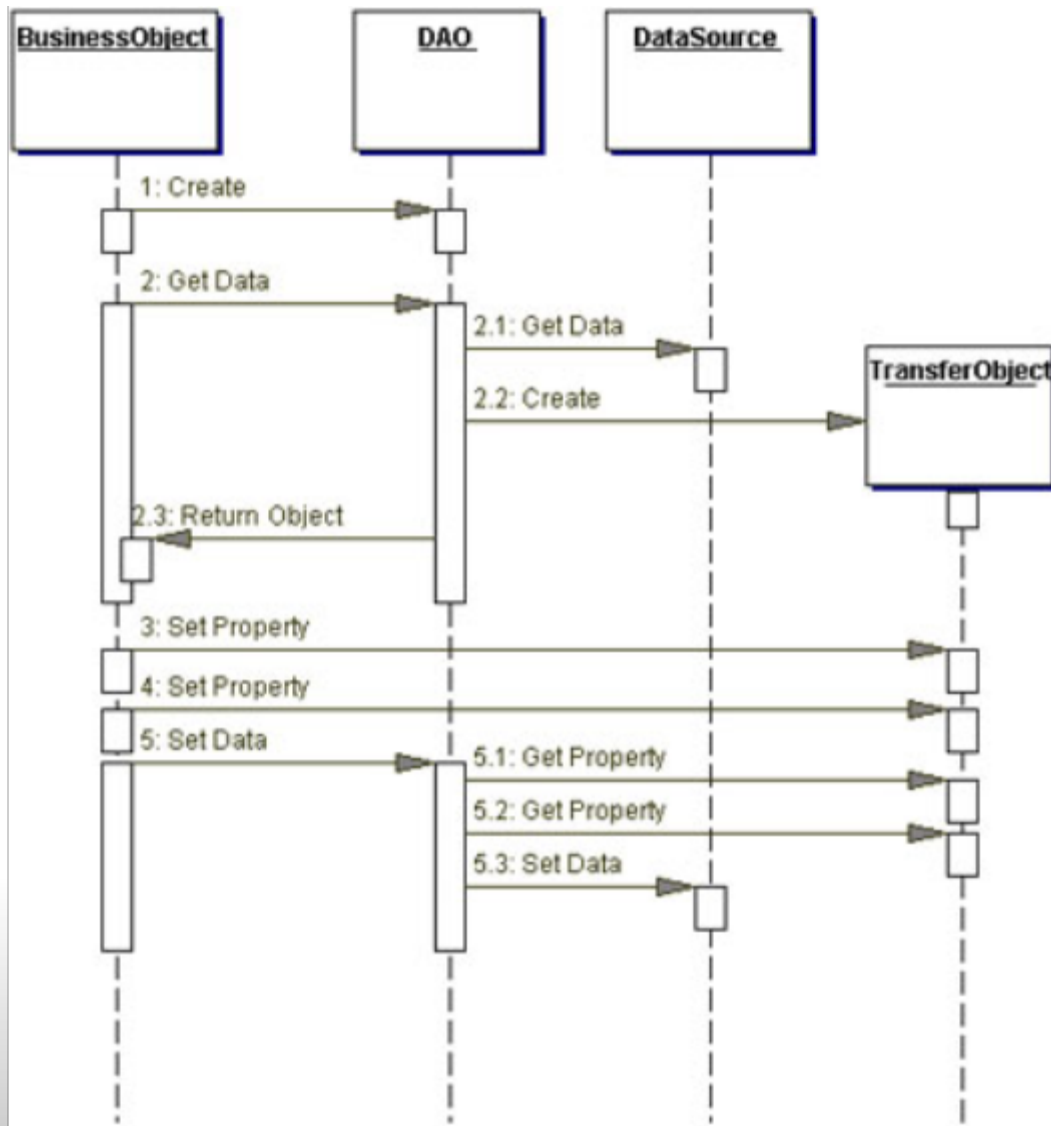 BusinessObject
DAO
DataSource
1: Create
2: Get Data
2.1: Get Data
TransferObject
2.2: Create
2.3: Return Object
3: Set Property
4: Set Property
5: Set Data
5.1: Get Property
5.2: Get Property
5.3: Set Data